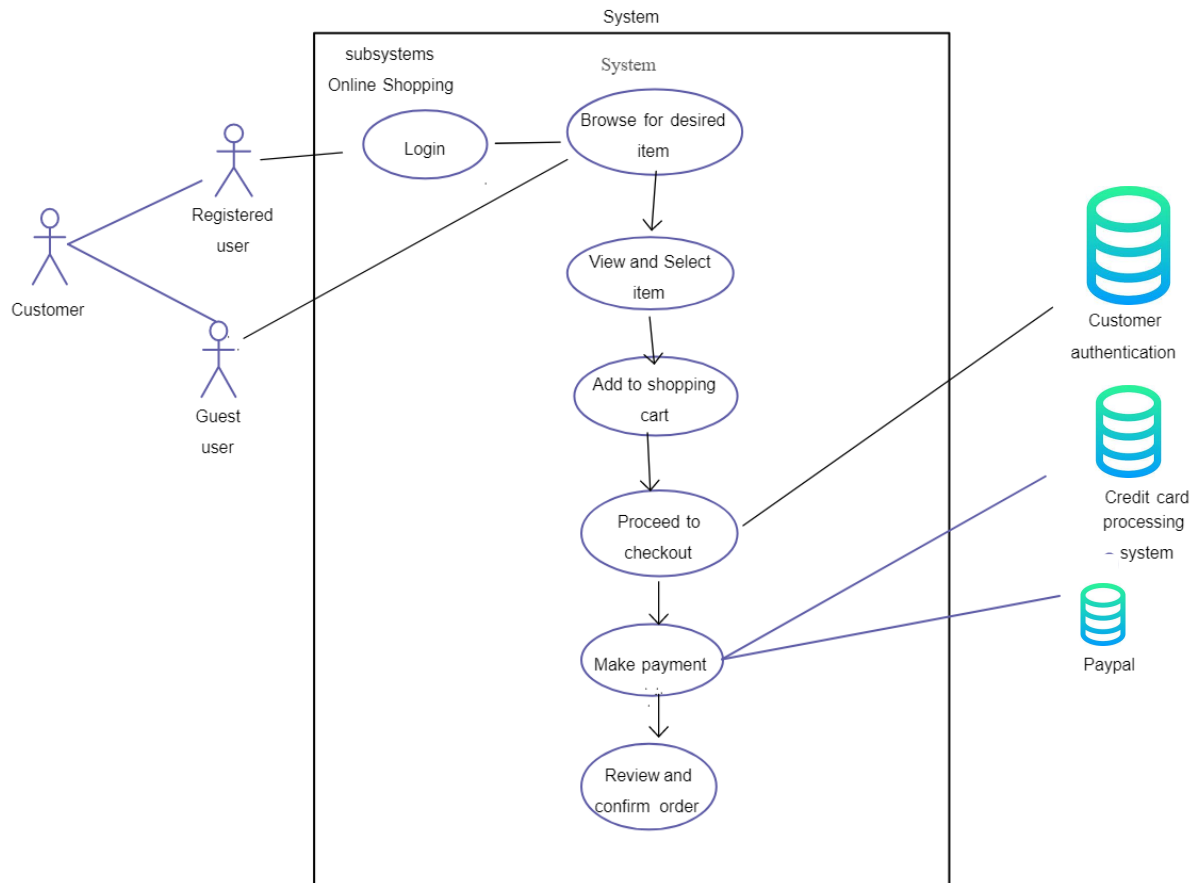 System
subsystems
Online Shopping
System
Browse for desired
item
Login
Registered
user
Customer
View and Select
item
Guest
user
Add to shopping
cart
Customer
authentication
Proceed to
checkout
Credit card
processing
system
Make payment
Paypal
Review and
confirm order